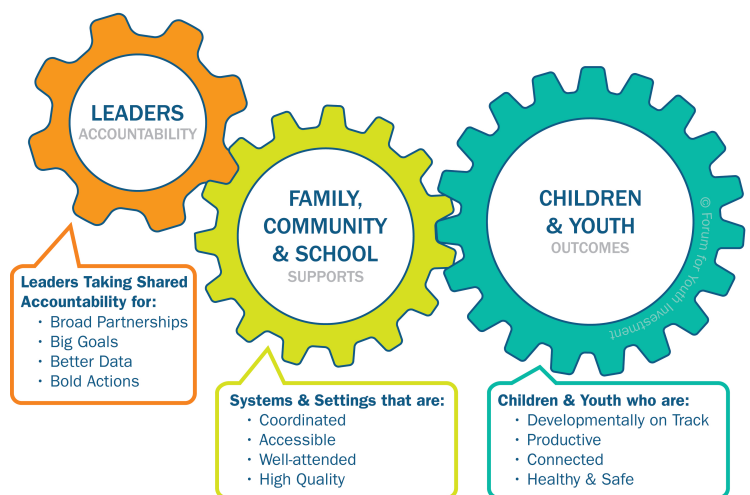 LEADERS
ACCOUNTABILITY
FAMILY,
COMMUNITY
& SCHOOL
SUPPORTS
CHILDREN
& YOUTH
OUTCOMES
© Forum for Youth Investment
Leaders Taking Shared
Accountability for:
· Broad Partnerships
· Big Goals
· Better Data
· Bold Actions
Systems & Settings that are:
· Coordinated
· Accessible
· Well-attended
· High Quality
Children & Youth who are:
· Developmentally on Track
· Productive
· Connected
· Healthy & Safe